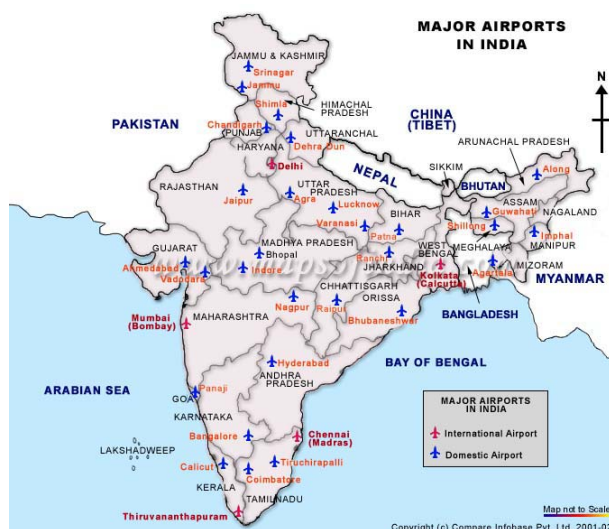 MAJOR AIRPORTS
IN INDIA
JAMMU & KASHMIR
Srinagar
Jammu
N
Shimla
HIMACHAL
PRADESH
CHINA
(TIBET)
PAKISTAN
Chandigarh
PUNJAB
UTTARANCHAL
ARUNACHAL PRADESH
HARYANA
Dehra Dun
Delhi
NEPAL
SIKKIM
BHUTAN
Along
RAJASTHAN
UTTAR
PRADESH
Jaipur
Agra
Lucknow
ASSAM
NAGALAND
Guwahati
Varanasi
BIHAR
Patna
Shillong
Imphal
GUJARAT
MADHYA PRADESH
Bhopal
Ranchi
JHARKHAND
WEST
BENGAL
MEGHALAYA
MANIPUR
MIZORAM
Ahmedabad
Vadodara
Indore
Kolkata
(Calcutta)
Agartala
MYANMAR
CHHATTISGARH
ORISSA
BANGLADESH
Nagpur
Raipur
Bhubaneshwar
Mumbai
(Bombay)
MAHARASHTRA
Hyderabad
ANDHRA
PRADESH
BAY OF BENGAL
ARABIAN SEA
Panaji
GOA
KARNATAKA
Bangalore
Chennai
(Madras)
MAJOR AIRPORTS
IN INDIA
International Airport
Domestic Airport
LAKSHADWEEP
Calicut
Tiruchirapalli
Coimbatore
KERALA
TAMILNADU
Thiruvananthapuram
Map not to Scale
Copyright (c) Compare Infobase Pvt. Ltd. 2001-02